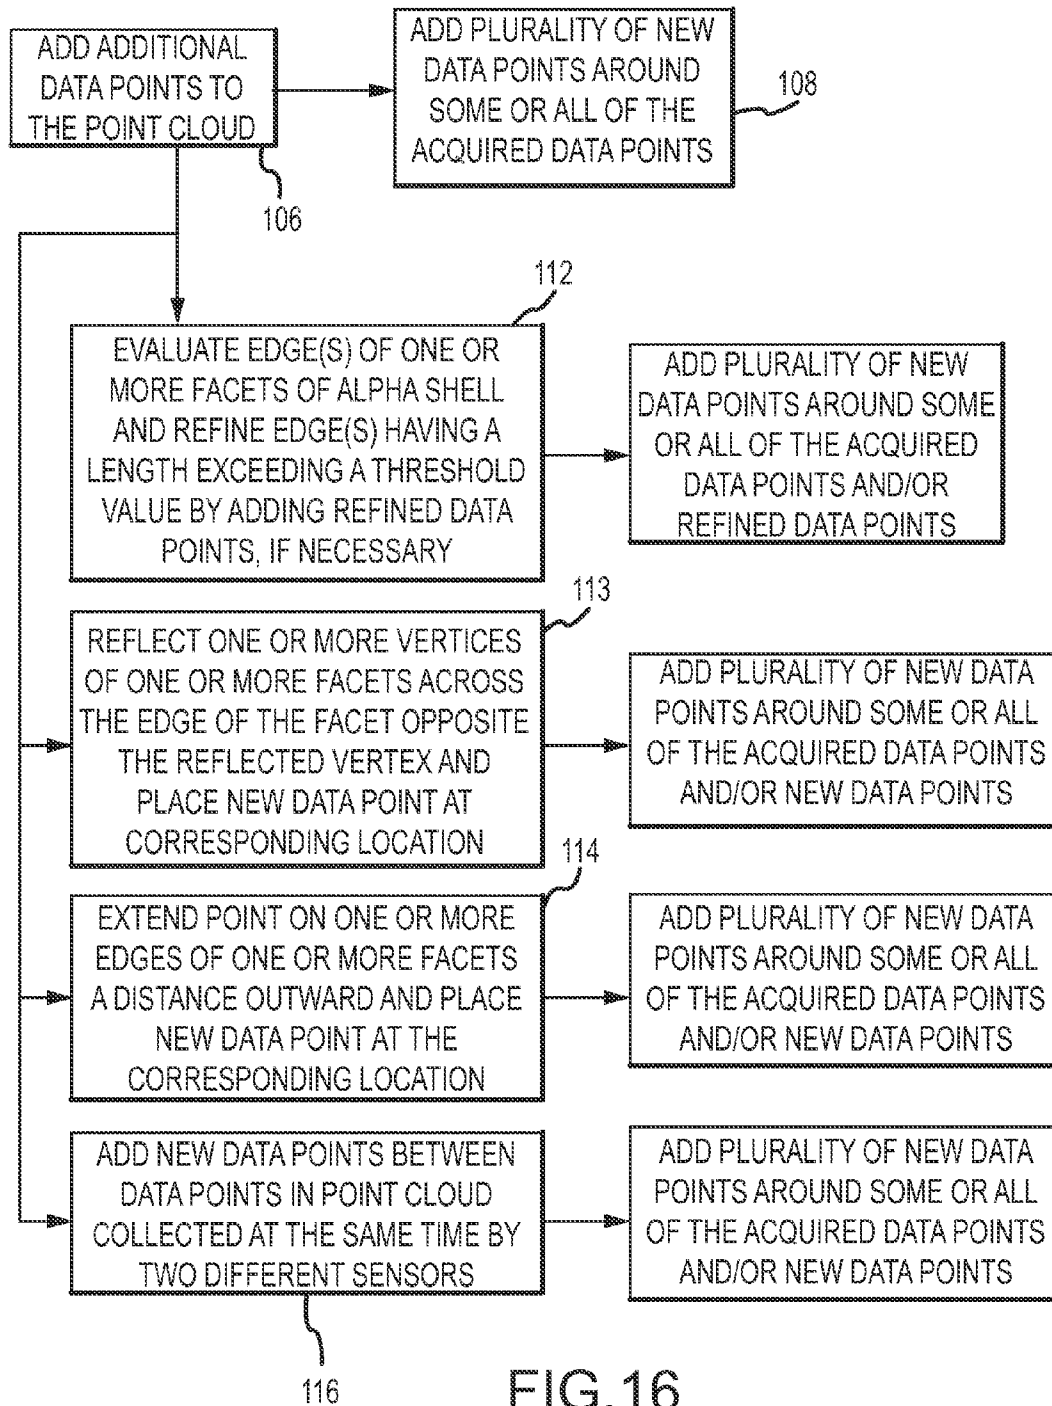 ADD ADDITIONAL
DATA POINTS TO
THE POINT CLOUD
106
ADD PLURALITY OF NEW
DATA POINTS AROUND
SOME OR ALL OF THE
ACQUIRED DATA POINTS
108
112
EVALUATE EDGE(S) OF ONE OR
MORE FACETS OF ALPHA SHELL
AND REFINE EDGE(S) HAVING A
LENGTH EXCEEDING A THRESHOLD
VALUE BY ADDING REFINED DATA
POINTS, IF NECESSARY
ADD PLURALITY OF NEW
DATA POINTS AROUND SOME
OR ALL OF THE ACQUIRED
DATA POINTS AND/OR
REFINED DATA POINTS
113
REFLECT ONE OR MORE VERTICES
OF ONE OR MORE FACETS ACROSS
THE EDGE OF THE FACET OPPOSITE
THE REFLECTED VERTEX AND
PLACE NEW DATA POINT AT
CORRESPONDING LOCATION
ADD PLURALITY OF NEW DATA
POINTS AROUND SOME OR ALL
OF THE ACQUIRED DATA POINTS
AND/OR NEW DATA POINTS
114
EXTEND POINT ON ONE OR MORE
EDGES OF ONE OR MORE FACETS
A DISTANCE OUTWARD AND PLACE
NEW DATA POINT AT THE
CORRESPONDING LOCATION
ADD PLURALITY OF NEW DATA
POINTS AROUND SOME OR ALL
OF THE ACQUIRED DATA POINTS
AND/OR NEW DATA POINTS
ADD NEW DATA POINTS BETWEEN
DATA POINTS IN POINT CLOUD
COLLECTED AT THE SAME TIME BY
TWO DIFFERENT SENSORS
116
ADD PLURALITY OF NEW DATA
POINTS AROUND SOME OR ALL
OF THE ACQUIRED DATA POINTS
AND/OR NEW DATA POINTS
FIG.16